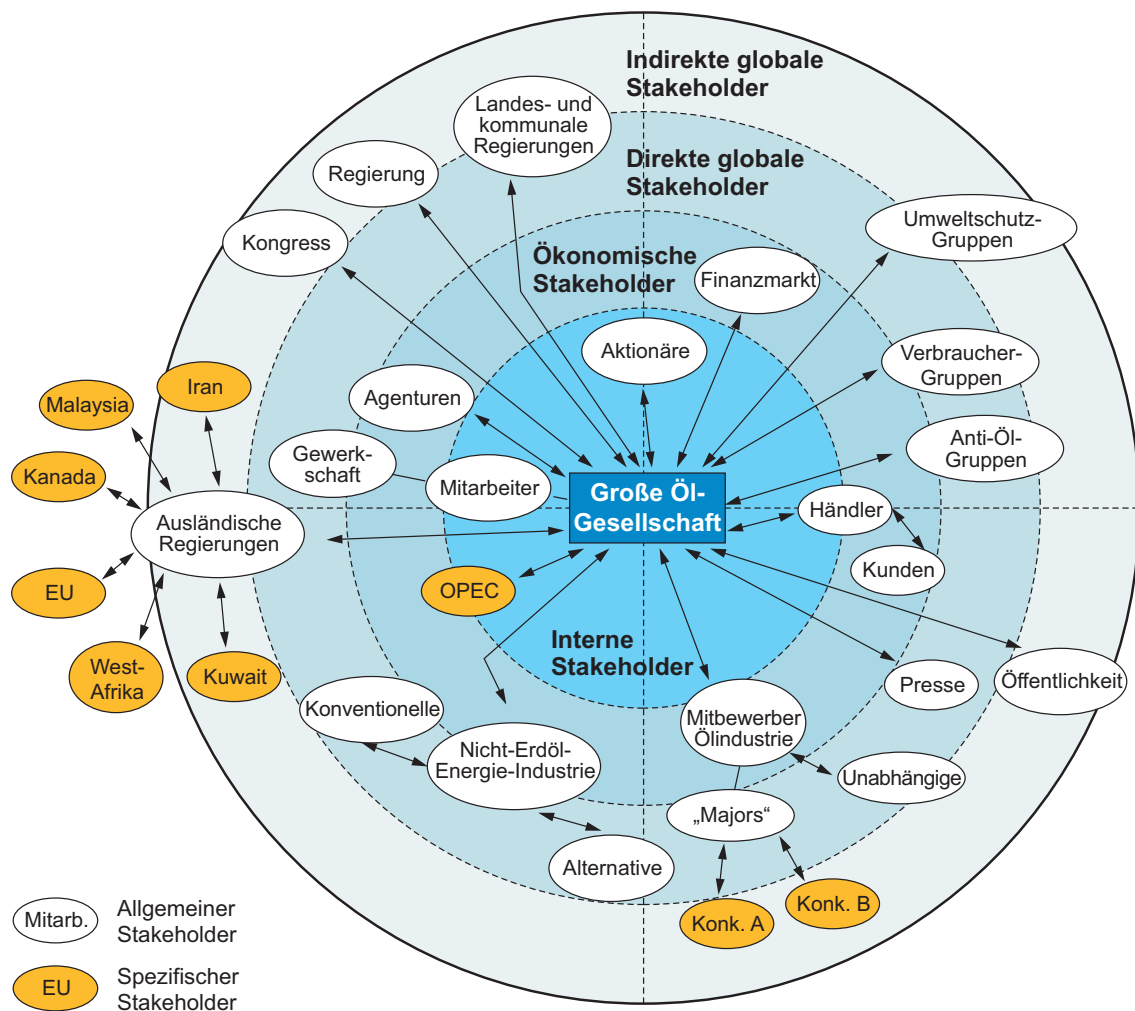 Indirekte globale
Stakeholder
Landes- und
kommunale
Regierungen
Direkte globale
Stakeholder
Regierung
Umweltschutz-
Gruppen
Kongress
Ökonomische
Stakeholder
Finanzmarkt
Aktionäre
Verbraucher-
Gruppen
Iran
Malaysia
Agenturen
Anti-Öl-
Gruppen
Gewerk-
schaft
Kanada
Mitarbeiter
Große Öl-
Gesellschaft
Händler
Ausländische
Regierungen
Kunden
EU
OPEC
Interne
Stakeholder
West-
Afrika
Kuwait
Presse
Öffentlichkeit
Konventionelle
Mitbewerber
Ölindustrie
Nicht-Erdöl-
Energie-Industrie
Unabhängige
„Majors“
Alternative
Konk. B
Konk. A
Mitarb.
Allgemeiner
Stakeholder
EU
Spezifischer
Stakeholder